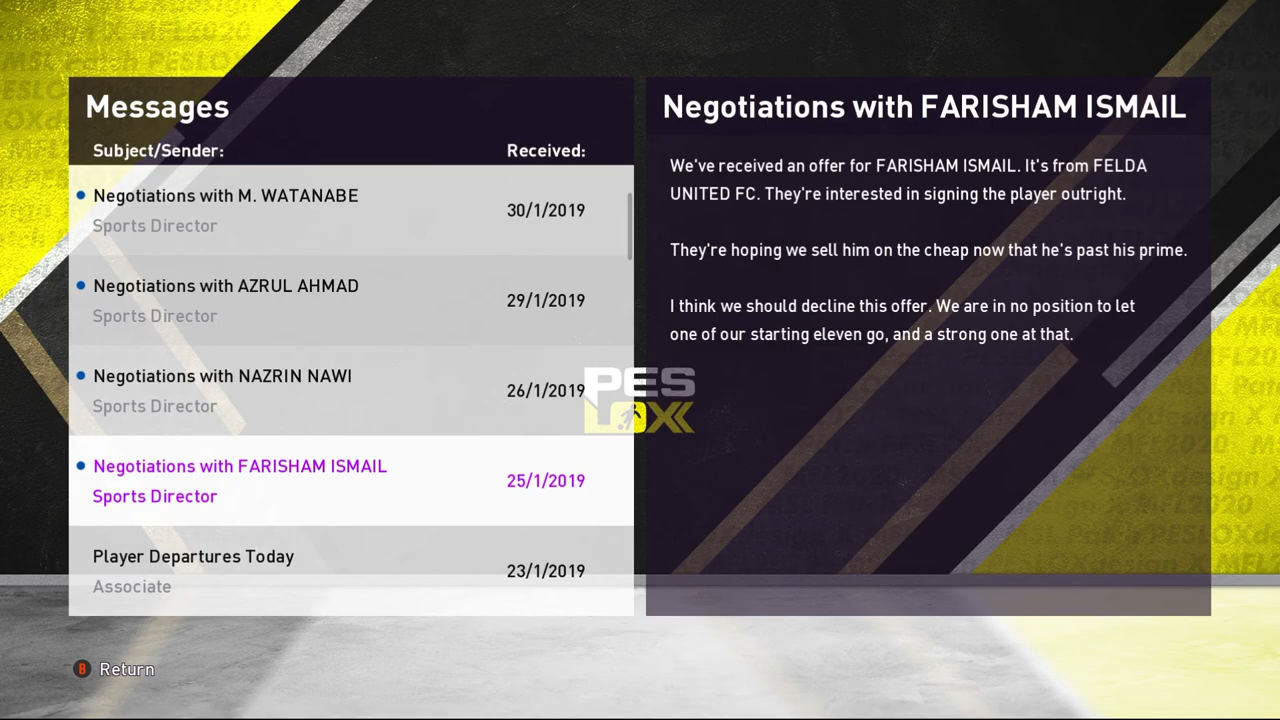 Messages
Subject/Sender:
Received:
Negotiations with M. WATANABE
Sports Director
30/1/2019
Negotiations with AZRUL AHMAD
Sports Director
29/1/2019
Negotiations with NAZRIN NAWI
Sports Director
26/1/2019
Negotiations with FARISHAM ISMAIL
Sports Director
25/1/2019
Player Departures Today
Associate
23/1/2019
Negotiations with FARISHAM ISMAIL
We've received an offer for FARISHAM ISMAIL. It's from FELDA
UNITED FC. They're interested in signing the player outright.
They're hoping we sell him on the cheap now that he's past his prime.
I think we should decline this offer. We are in no position to let
one of our starting eleven go, and a strong one at that.
PES
LOX
B Return